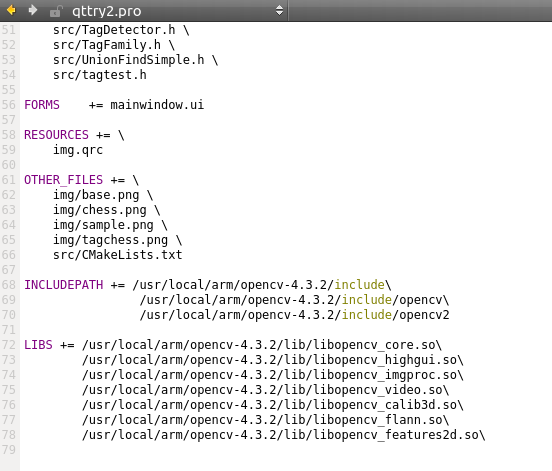 qttry2.pro
51 src/TagDetector.h \
52 src/TagFamily.h \
53 src/UnionFindSimple.h \
54 src/tagtest.h
55
56 FORMS += mainwindow.ui
57
58 RESOURCES += \
59 img.qrc
60
61 OTHER_FILES += \
62 img/base.png \
63 img/chess.png \
64 img/sample.png \
65 img/tagchess.png \
66 src/CMakeLists.txt
67
68 INCLUDEPATH += /usr/local/arm/opencv-4.3.2/include\
69 /usr/local/arm/opencv-4.3.2/include/opencv\
70 /usr/local/arm/opencv-4.3.2/include/opencv2
71
72 LIBS += /usr/local/arm/opencv-4.3.2/lib/libopencv_core.so\
73 /usr/local/arm/opencv-4.3.2/lib/libopencv_highgui.so\
74 /usr/local/arm/opencv-4.3.2/lib/libopencv_imgproc.so\
75 /usr/local/arm/opencv-4.3.2/lib/libopencv_video.so\
76 /usr/local/arm/opencv-4.3.2/lib/libopencv_calib3d.so\
77 /usr/local/arm/opencv-4.3.2/lib/libopencv_flann.so\
78 /usr/local/arm/opencv-4.3.2/lib/libopencv_features2d.so\
79